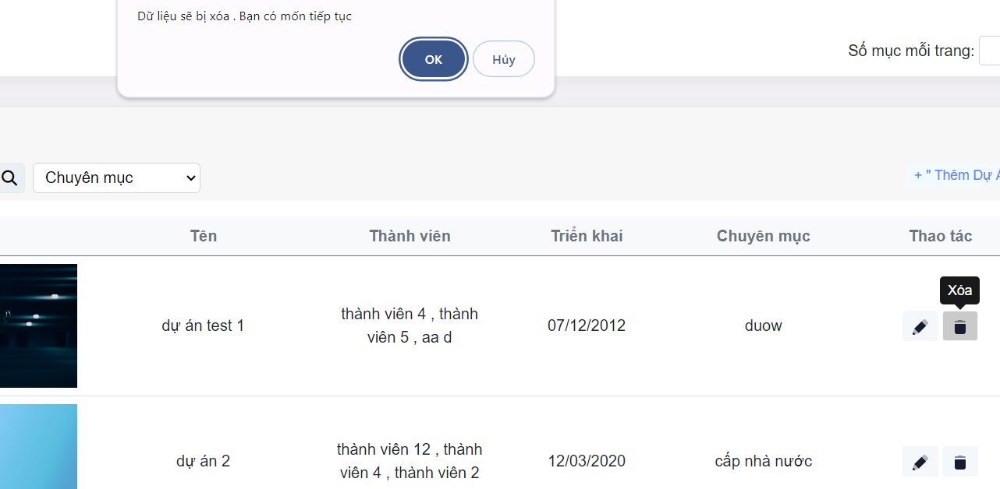 Dữ liệu sẽ bị xóa . Bạn có mốn tiếp tục
OK Hủy
Số mục mỗi trang:
Chuyên mục
+ " Thêm Dự
Tên Thành viên Triển khai Chuyên mục Thao tác
Xóa
dự án test 1
thành viên 4 , thành
viên 5 , aa d
07/12/2012
duow
dự án 2
thành viên 12 , thành
viên 4 , thành viên 2
12/03/2020
cấp nhà nước